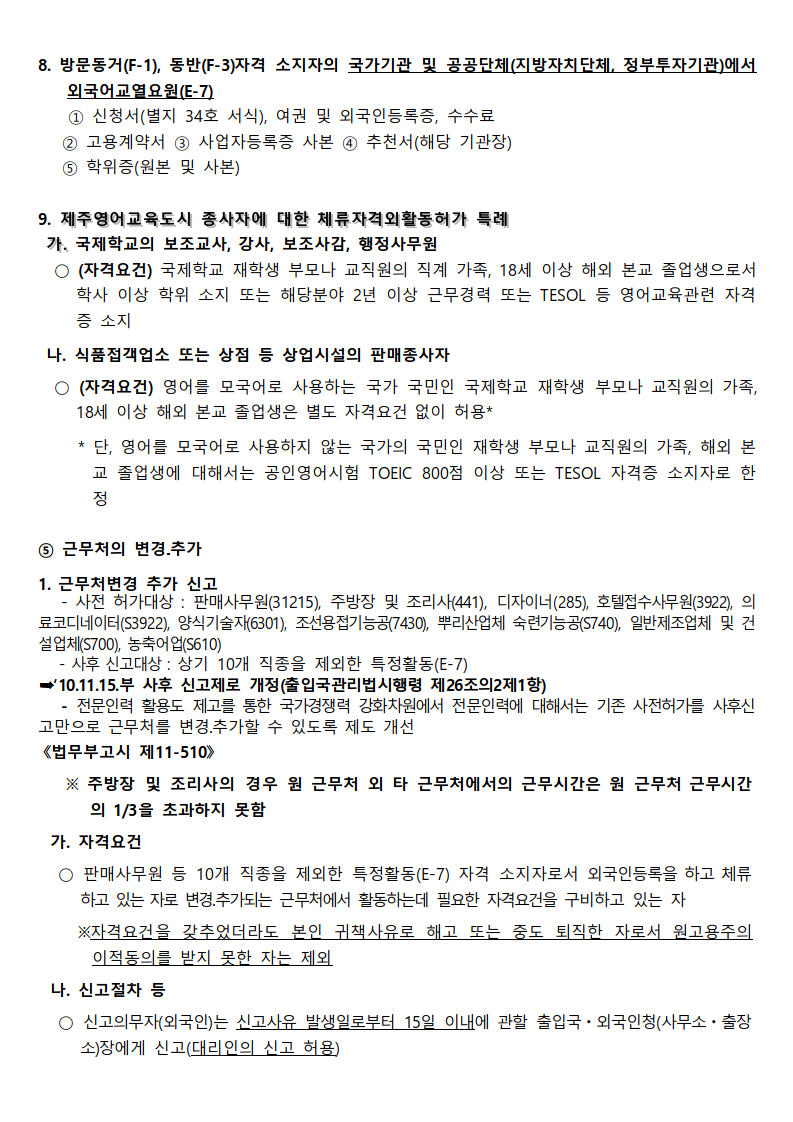 8. 방문동거(F-1), 동반(F-3)자격 소지자의 국가기관 및 공공단체(지방자치단체, 정부투자기관)에서
외국어교열요원(E-7)
① 신청서(별지 34호 서식), 여권 및 외국인등록증, 수수료
② 고용계약서 ③ 사업자등록증 사본 ④ 추천서(해당 기관장)
⑤ 학위증(원본 및 사본)
9. 제주영어교육도시 종사자에 대한 체류자격외활동허가 특례
가. 국제학교의 보조교사, 강사, 보조사감, 행정사무원
○ (자격요건) 국제학교 재학생 부모나 교직원의 직계 가족, 18세 이상 해외 본교 졸업생으로서
학사 이상 학위 소지 또는 해당분야 2년 이상 근무경력 또는 TESOL 등 영어교육관련 자격
증 소지
나. 식품접객업소 또는 상점 등 상업시설의 판매종사자
○ (자격요건) 영어를 모국어로 사용하는 국가 국민인 국제학교 재학생 부모나 교직원의 가족,
18세 이상 해외 본교 졸업생은 별도 자격요건 없이 허용*
* 단, 영어를 모국어로 사용하지 않는 국가의 국민인 재학생 부모나 교직원의 가족, 해외 본
교 졸업생에 대해서는 공인영어시험 TOEIC 800점 이상 또는 TESOL 자격증 소지자로 한
정
⑤ 근무처의 변경.추가
1. 근무처변경 추가 신고
- 사전 허가대상 : 판매사무원(31215), 주방장 및 조리사(441), 디자이너(285), 호텔접수사무원(3922), 의
료코디네이터(S3922), 양식기술자(6301), 조선용접기능공(7430), 뿌리산업체 숙련기능공(S740), 일반제조업체 및 건
설업체(S700), 농축어업(S610)
- 사후 신고대상 : 상기 10개 직종을 제외한 특정활동(E-7)
➡'10.11.15.부 사후 신고제로 개정(출입국관리법시행령 제26조의2제1항)
- 전문인력 활용도 제고를 통한 국가경쟁력 강화차원에서 전문인력에 대해서는 기존 사전허가를 사후신
고만으로 근무처를 변경.추가할 수 있도록 제도 개선
《법무부고시 제11-510》
※ 주방장 및 조리사의 경우 원 근무처 외 타 근무처에서의 근무시간은 원 근무처 근무시간
의 1/3을 초과하지 못함
가. 자격요건
○ 판매사무원 등 10개 직종을 제외한 특정활동(E-7) 자격 소지자로서 외국인등록을 하고 체류
하고 있는 자로 변경.추가되는 근무처에서 활동하는데 필요한 자격요건을 구비하고 있는 자
※자격요건을 갖추었더라도 본인 귀책사유로 해고 또는 중도 퇴직한 자로서 원고용주의
이적동의를 받지 못한 자는 제외
나. 신고절차 등
○ 신고의무자(외국인)는 신고사유 발생일로부터 15일 이내에 관할 출입국・외국인청(사무소・출장
소)장에게 신고(대리인의 신고 허용)